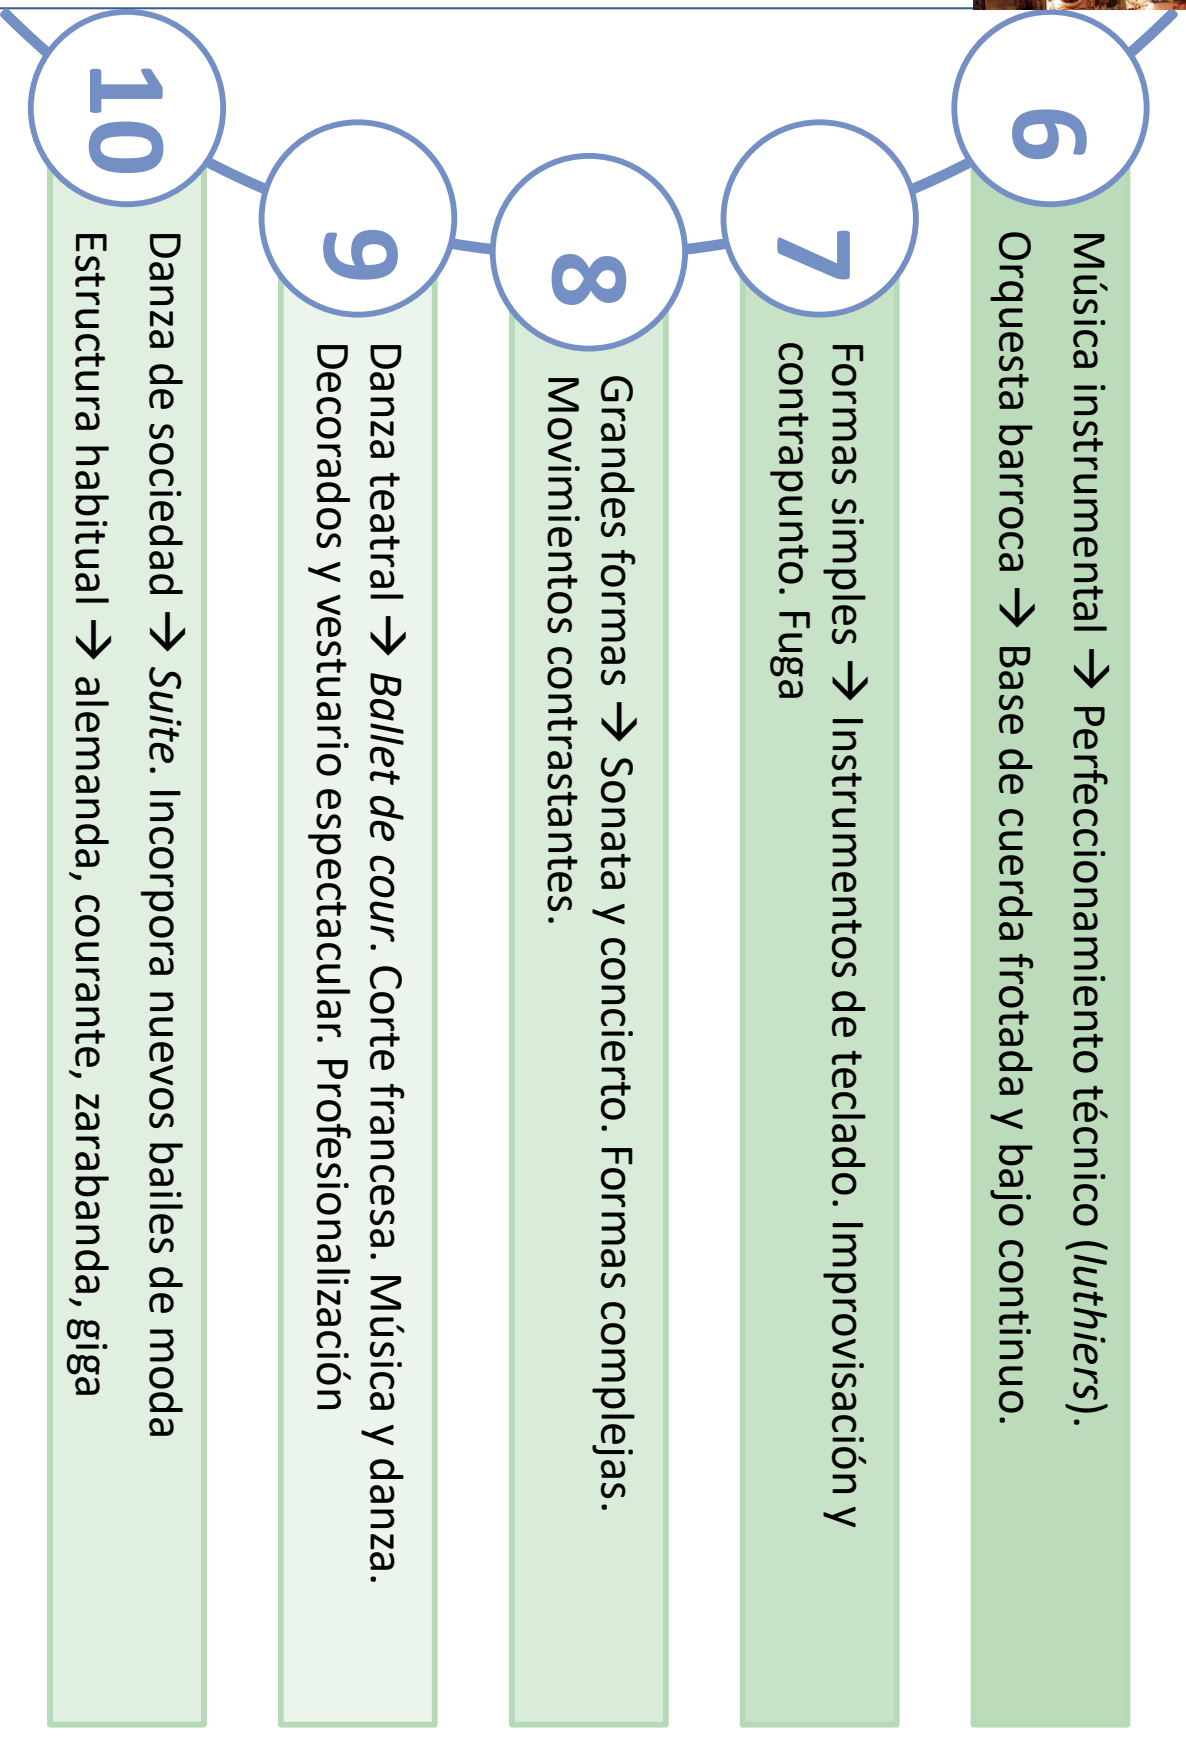 6
Música instrumental → Perfeccionamiento técnico (luthiers).
Orquesta barroca → Base de cuerda frotada y bajo continuo.
7
Formas simples → Instrumentos de teclado. Improvisación y
contrapunto. Fuga
8
Grandes formas → Sonata y concierto. Formas complejas.
Movimientos contrastantes.
9
Danza teatral → Ballet de cour. Corte francesa. Música y danza.
Decorados y vestuario espectacular. Profesionalización
10
Danza de sociedad → Suite. Incorpora nuevos bailes de moda
Estructura habitual → alemanda, courante, zarabanda, giga